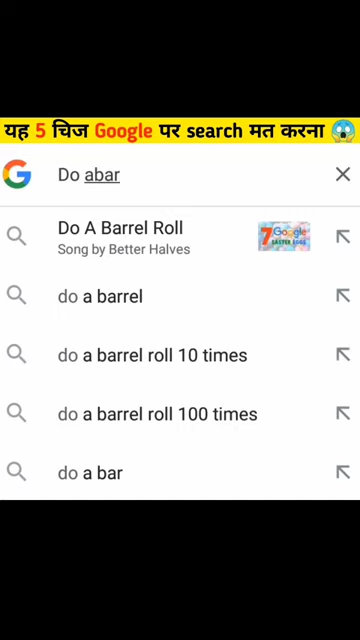 यह 5 चिज Google पर search मत करना 😱
Do abar
Do A Barrel Roll
Song by Better Halves
7 Google
EASTER EGGS
do a barrel
do a barrel roll 10 times
do a barrel roll 100 times
do a bar